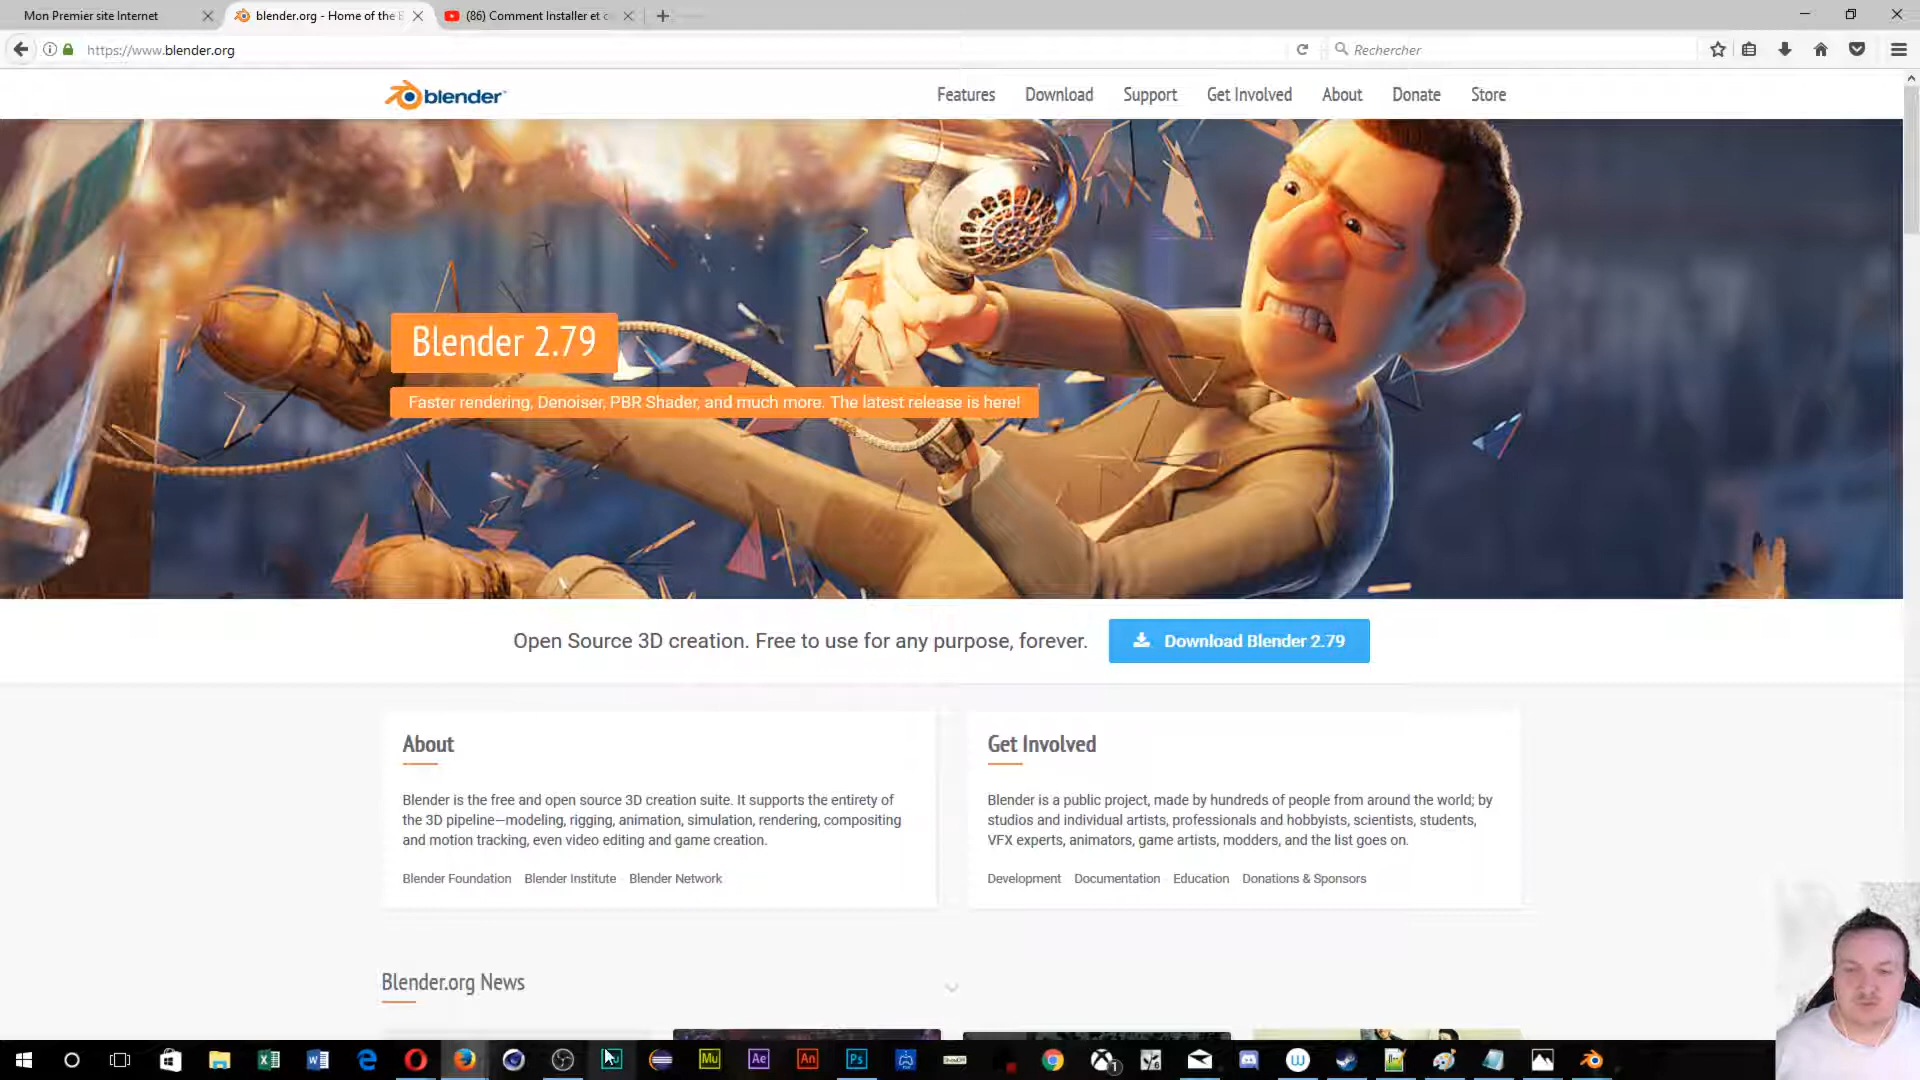 Mon Premier site Internet
blender.org - Home of the B
(86) Comment Installer et c
https://www.blender.org
Rechercher
blender
Features Download Support Get Involved About Donate Store
Blender 2.79
Faster rendering, Denoiser, PBR Shader, and much more. The latest release is here!
Open Source 3D creation. Free to use for any purpose, forever.
Download Blender 2.79
About
Blender is the free and open source 3D creation suite. It supports the entirety of
the 3D pipeline—modeling, rigging, animation, simulation, rendering, compositing
and motion tracking, even video editing and game creation.
Blender Foundation Blender Institute Blender Network
Get Involved
Blender is a public project, made by hundreds of people from around the world; by
studios and individual artists, professionals and hobbyists, scientists, students,
VFX experts, animators, game artists, modders, and the list goes on.
Development Documentation Education Donations & Sponsors
Blender.org News
Mu Ae An Ps